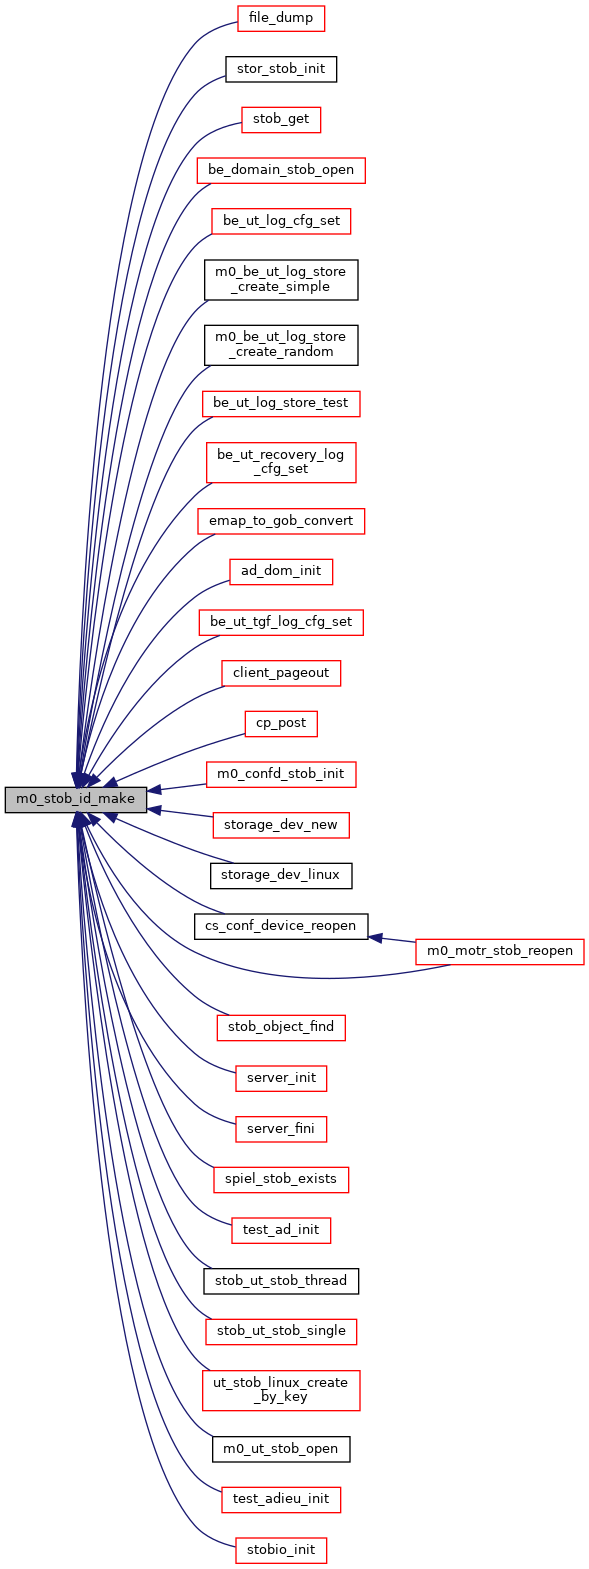 file_dump
stor_stob_init
stob_get
be_domain_stob_open
be_ut_log_cfg_set
m0_be_ut_log_store
_create_simple
m0_be_ut_log_store
_create_random
be_ut_log_store_test
be_ut_recovery_log
_cfg_set
emap_to_gob_convert
ad_dom_init
be_ut_tgf_log_cfg_set
client_pageout
cp_post
m0_confd_stob_init
m0_stob_id_make
storage_dev_new
storage_dev_linux
cs_conf_device_reopen
m0_motr_stob_reopen
stob_object_find
server_init
server_fini
spiel_stob_exists
test_ad_init
stob_ut_stob_thread
stob_ut_stob_single
ut_stob_linux_create
_by_key
m0_ut_stob_open
test_adieu_init
stobio_init